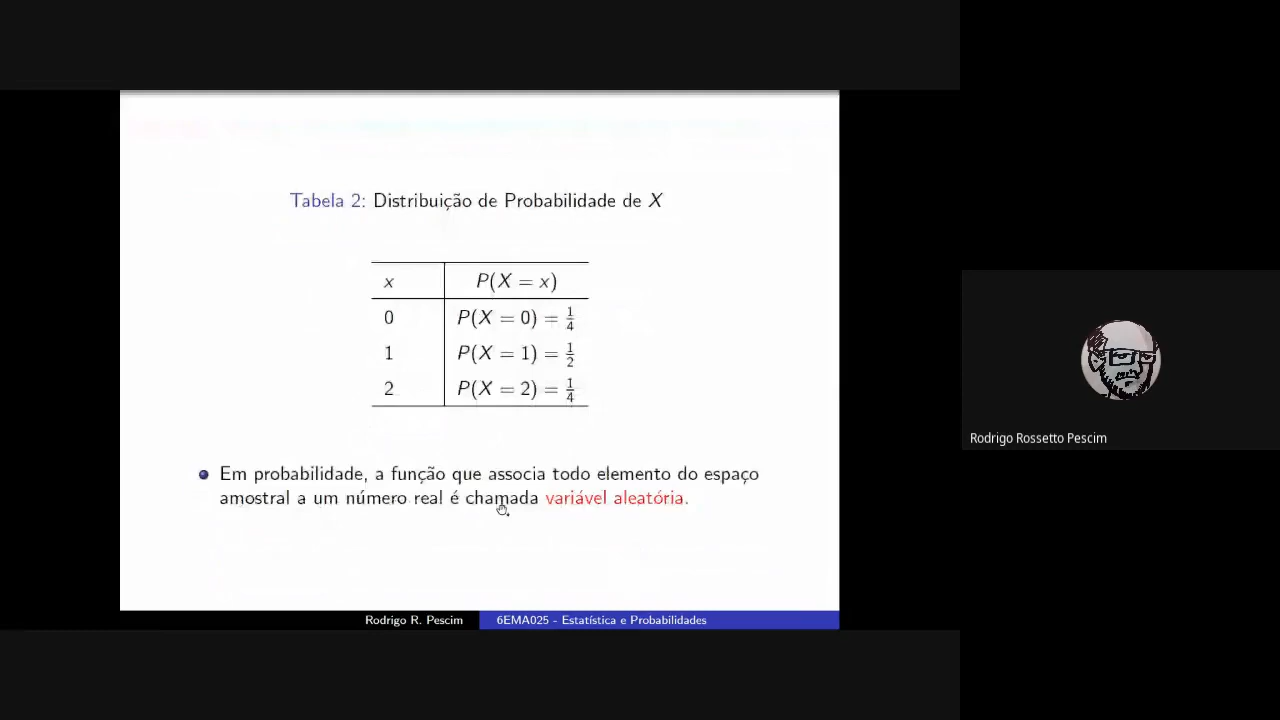 Tabela 2: Distribuição de Probabilidade de X
x P(X = x)
0 P(X = 0) = 1/4
1 P(X = 1) = 1/2
2 P(X = 2) = 1/4
Em probabilidade, a função que associa todo elemento do espaço
amostral a um número real é chamada variável aleatória.
Rodrigo R. Pescim 6EMA025 - Estatística e Probabilidades
Rodrigo Rossetto Pescim